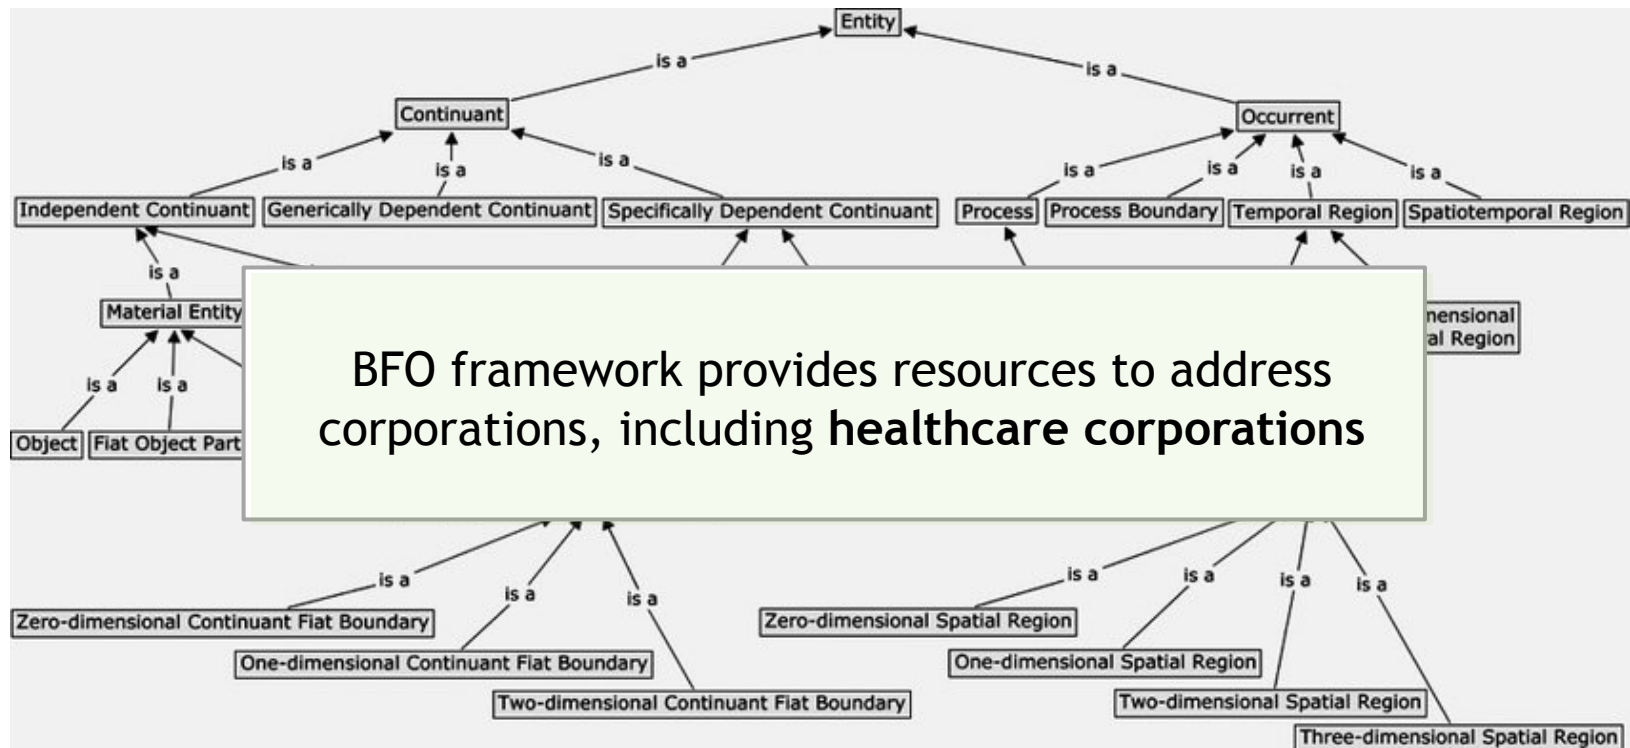 Entity
is a
is a
Continuant
Occurrent
is a
is a
is a
is a
is a
is a
is a
Independent Continuant
Generically Dependent Continuant
Specifically Dependent Continuant
Process
Process Boundary
Temporal Region
Spatiotemporal Region
is a
Material Entity
BFO framework provides resources to address
corporations, including healthcare corporations
is a
is a
Object
Fiat Object Part
Region
is a
is a
is a
is a
is a
is a
is a
Zero-dimensional Continuant Fiat Boundary
Zero-dimensional Spatial Region
One-dimensional Continuant Fiat Boundary
One-dimensional Spatial Region
Two-dimensional Continuant Fiat Boundary
Two-dimensional Spatial Region
Three-dimensional Spatial Region